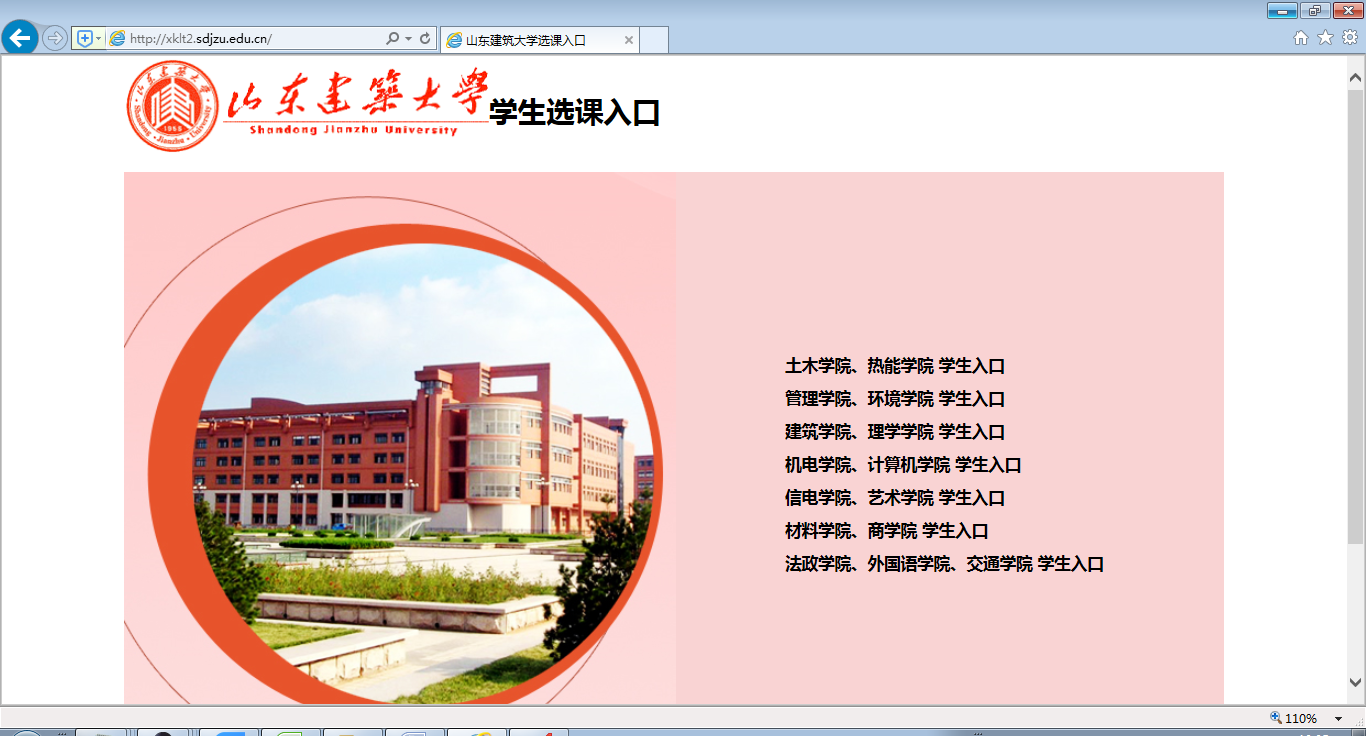 http://xklt2.sdjzu.edu.cn/
山东建筑大学选课入口
山东建筑大学
Shandong Jianzhu University
1956
学生选课入口
土木学院、热能学院 学生入口
管理学院、环境学院 学生入口
建筑学院、理学学院 学生入口
机电学院、计算机学院 学生入口
信电学院、艺术学院 学生入口
材料学院、商学院 学生入口
法政学院、外国语学院、交通学院 学生入口
110%